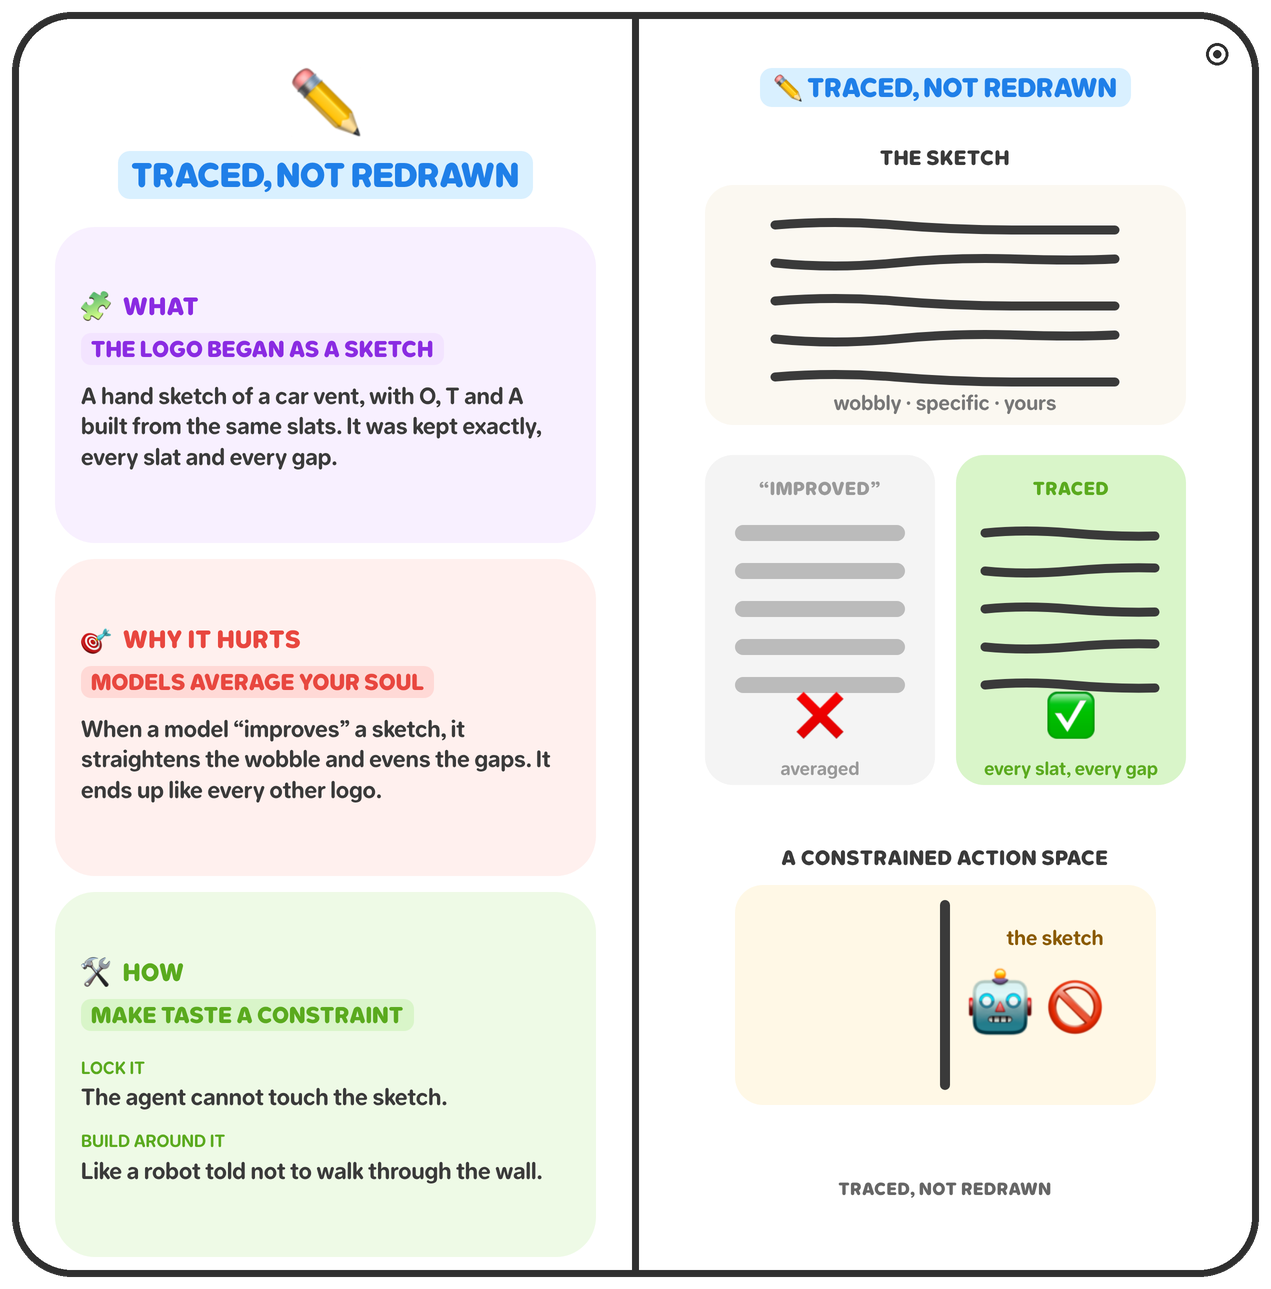 TRACED, NOT REDRAWN
WHAT
THE LOGO BEGAN AS A SKETCH
A hand sketch of a car vent, with O, T and A
built from the same slats. It was kept exactly,
every slat and every gap.
WHY IT HURTS
MODELS AVERAGE YOUR SOUL
When a model “improves” a sketch, it
straightens the wobble and evens the gaps. It
ends up like every other logo.
HOW
MAKE TASTE A CONSTRAINT
LOCK IT
The agent cannot touch the sketch.
BUILD AROUND IT
Like a robot told not to walk through the wall.
TRACED, NOT REDRAWN
THE SKETCH
wobbly · specific · yours
“IMPROVED”
averaged
TRACED
every slat, every gap
A CONSTRAINED ACTION SPACE
the sketch
TRACED, NOT REDRAWN